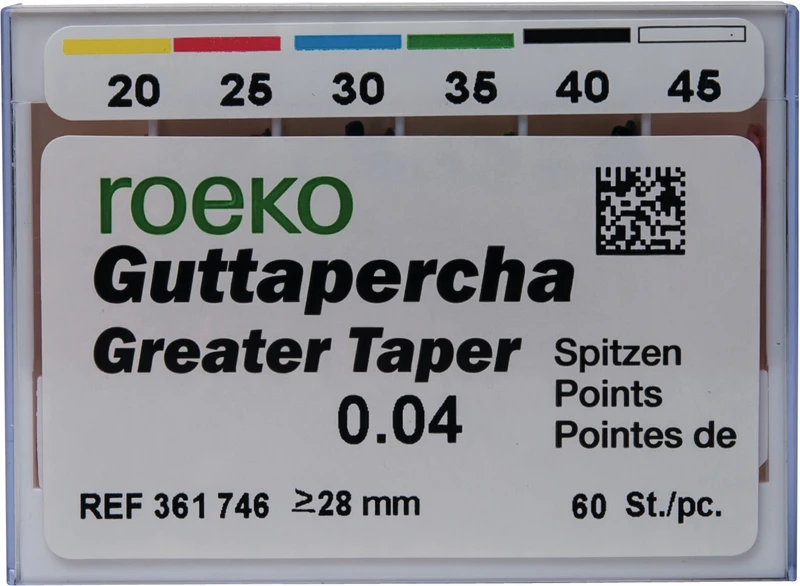 20 25 30 35 40 45
roeko
Guttapercha
Greater Taper
0.04
Spitzen
Points
Pointes de
REF 361 746 ≥28 mm 60 St./pc.